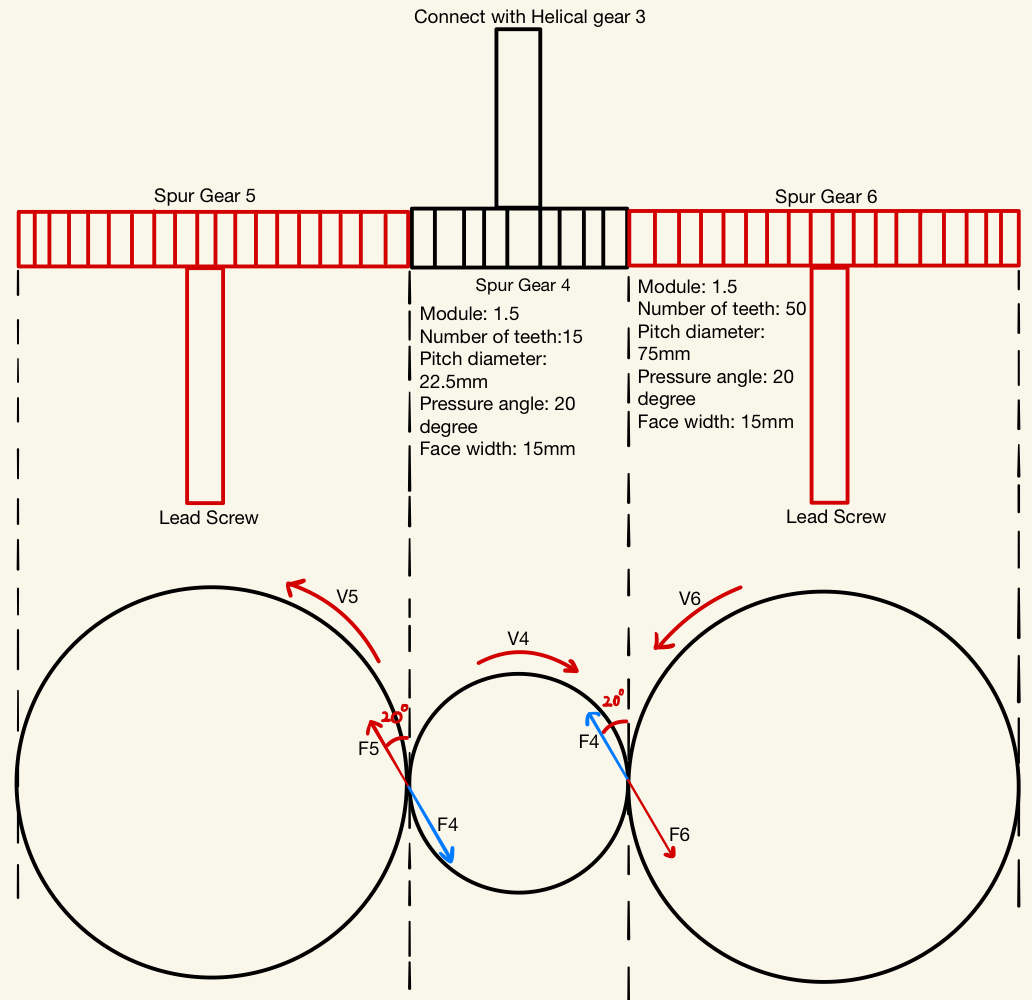 Connect with Helical gear 3
Spur Gear 5
Spur Gear 6
Spur Gear 4
Module: 1.5
Number of teeth:15
Pitch diameter:
22.5mm
Pressure angle: 20
degree
Face width: 15mm
Module: 1.5
Number of teeth: 50
Pitch diameter:
75mm
Pressure angle: 20
degree
Face width: 15mm
Lead Screw
Lead Screw
V5
V4
V6
20°
20°
F5
F4
F4
F6